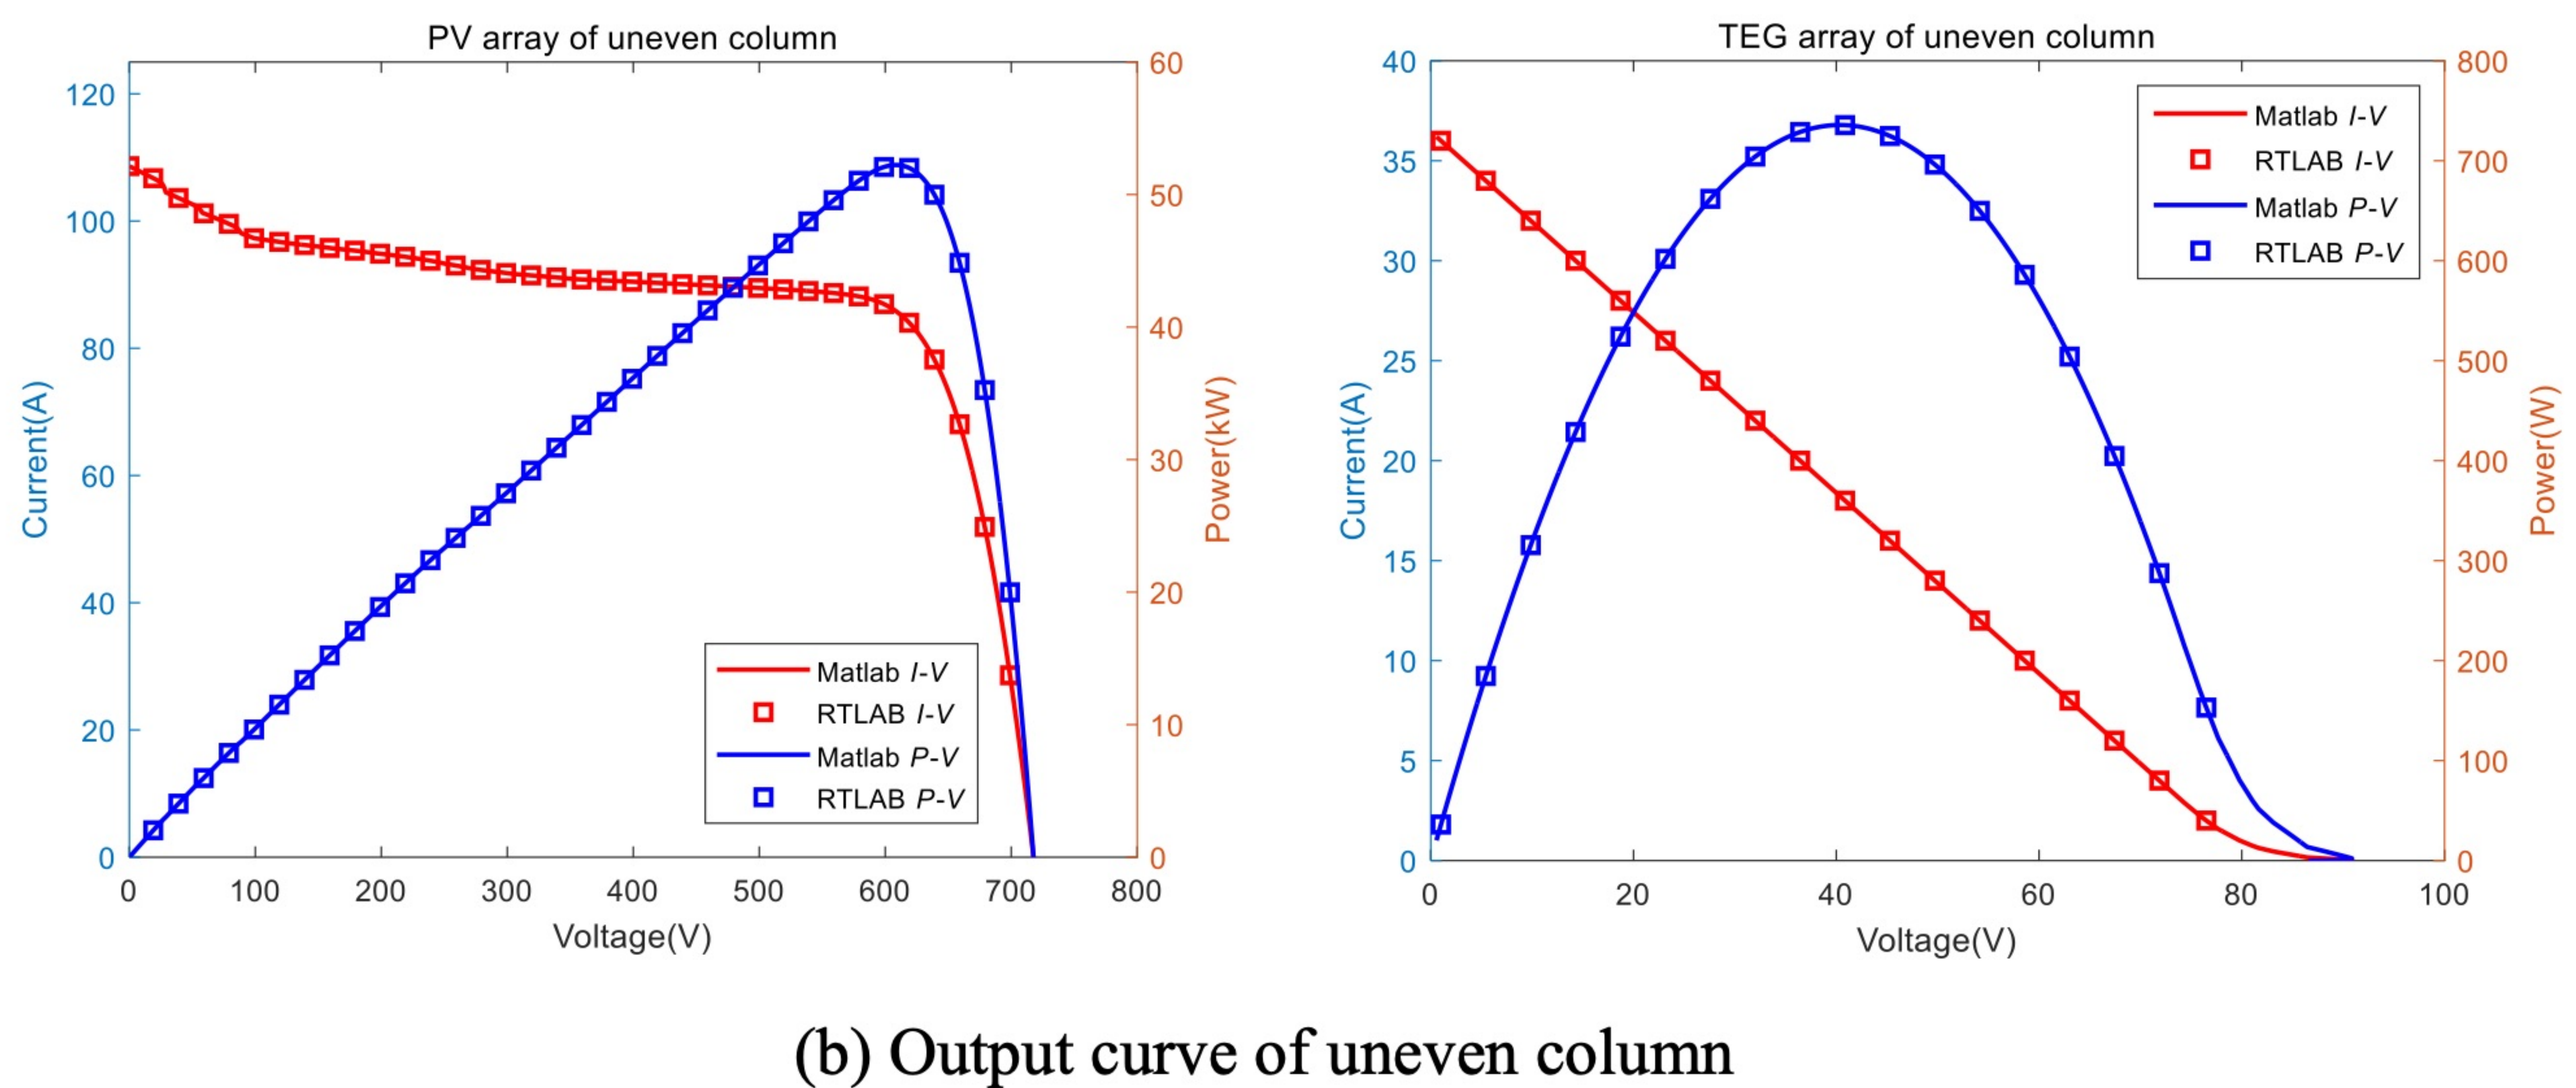 PV array of uneven column
120
100
80
60
40
20
0
Current(A)
60
50
40
30
20
10
0
Power(kW)
0 100 200 300 400 500 600 700 800
Voltage(V)
Matlab I-V
RTLAB I-V
Matlab P-V
RTLAB P-V
TEG array of uneven column
40
35
30
25
20
15
10
5
0
Current(A)
800
700
600
500
400
300
200
100
0
Power(W)
0 20 40 60 80 100
Voltage(V)
Matlab I-V
RTLAB I-V
Matlab P-V
RTLAB P-V
(b) Output curve of uneven column